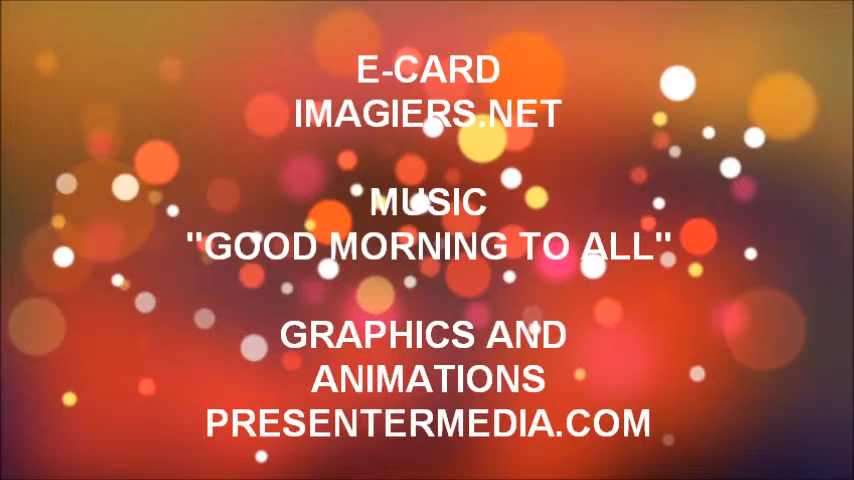 E-CARD
IMAGIERS.NET
MUSIC
"GOOD MORNING TO ALL"
GRAPHICS AND
ANIMATIONS
PRESENTERMEDIA.COM